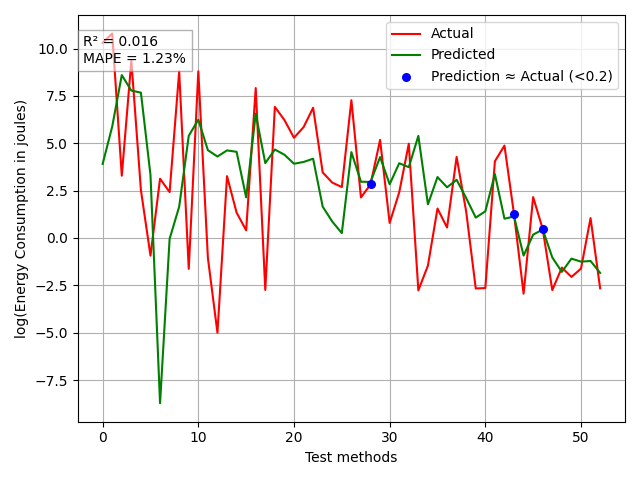 R² = 0.016
MAPE = 1.23%
Actual
Predicted
Prediction ≈ Actual (<0.2)
log(Energy Consumption in joules)
10.0
7.5
5.0
2.5
0.0
−2.5
−5.0
−7.5
0
10
20
30
40
50
Test methods